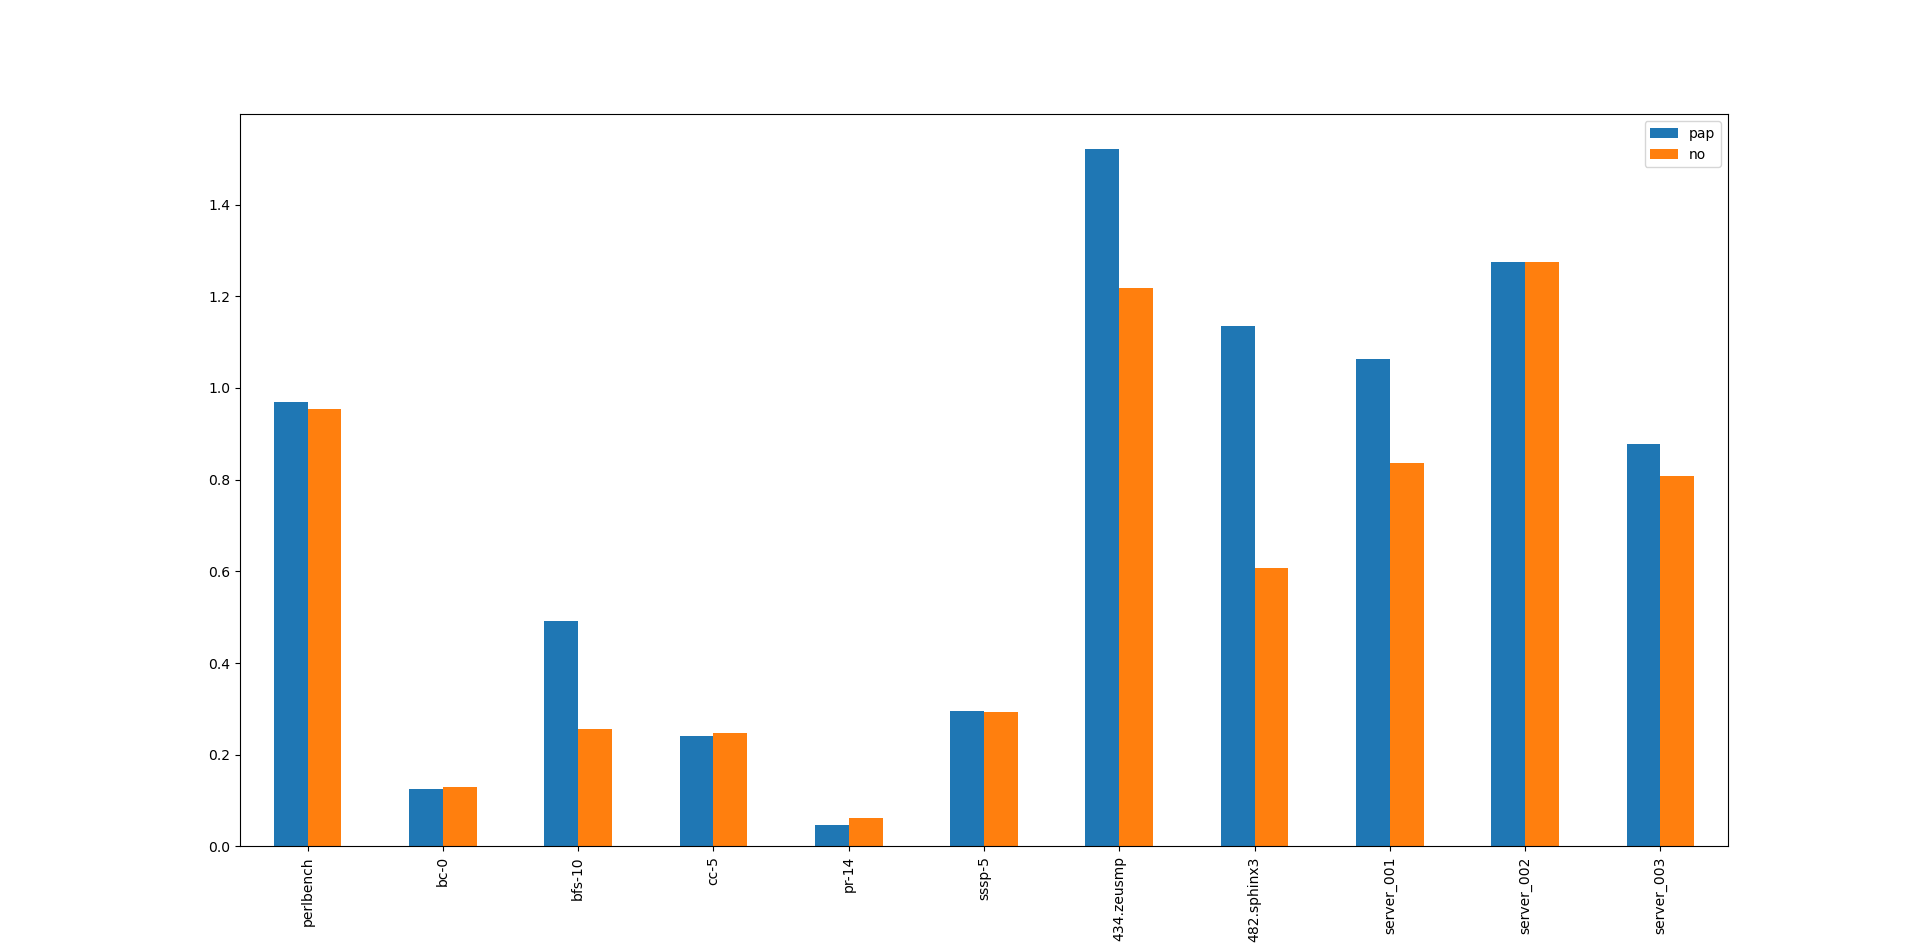 pap
no
1.4
1.2
1.0
0.8
0.6
0.4
0.2
0.0
perlbench
bc-0
bfs-10
cc-5
pr-14
sssp-5
434.zeusmp
482.sphinx3
server_001
server_002
server_003